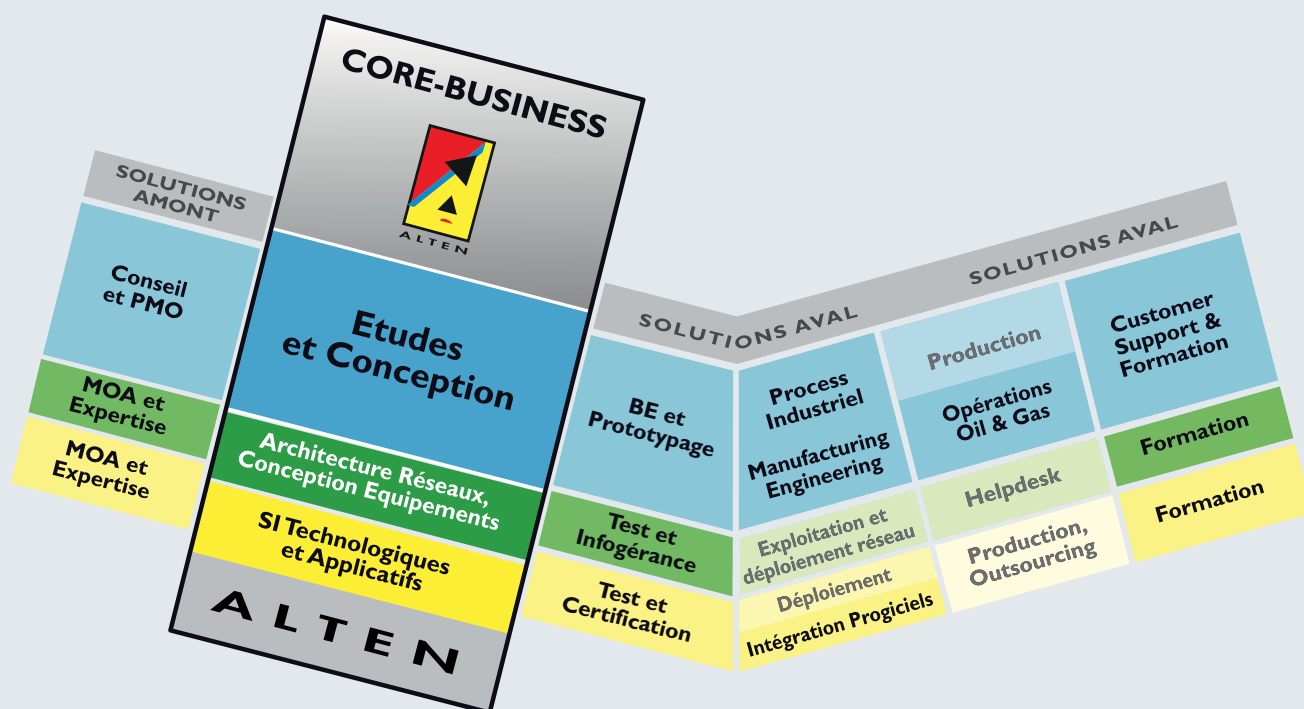 SOLUTIONS
AMONT
Conseil
et PMO
MOA et
Expertise
MOA et
Expertise
CORE-BUSINESS
ALTEN
Etudes
et Conception
Architecture Réseaux,
Conception Equipements
SI Technologiques
et Applicatifs
ALTEN
SOLUTIONS AVAL
BE et
Prototypage
Test et
Infogérance
Test et
Certification
Process
Industriel
Manufacturing
Engineering
Exploitation et
déploiement réseau
Déploiement
Intégration Progiciels
SOLUTIONS AVAL
Production
Opérations
Oil & Gas
Helpdesk
Production,
Outsourcing
Customer
Support &
Formation
Formation
Formation